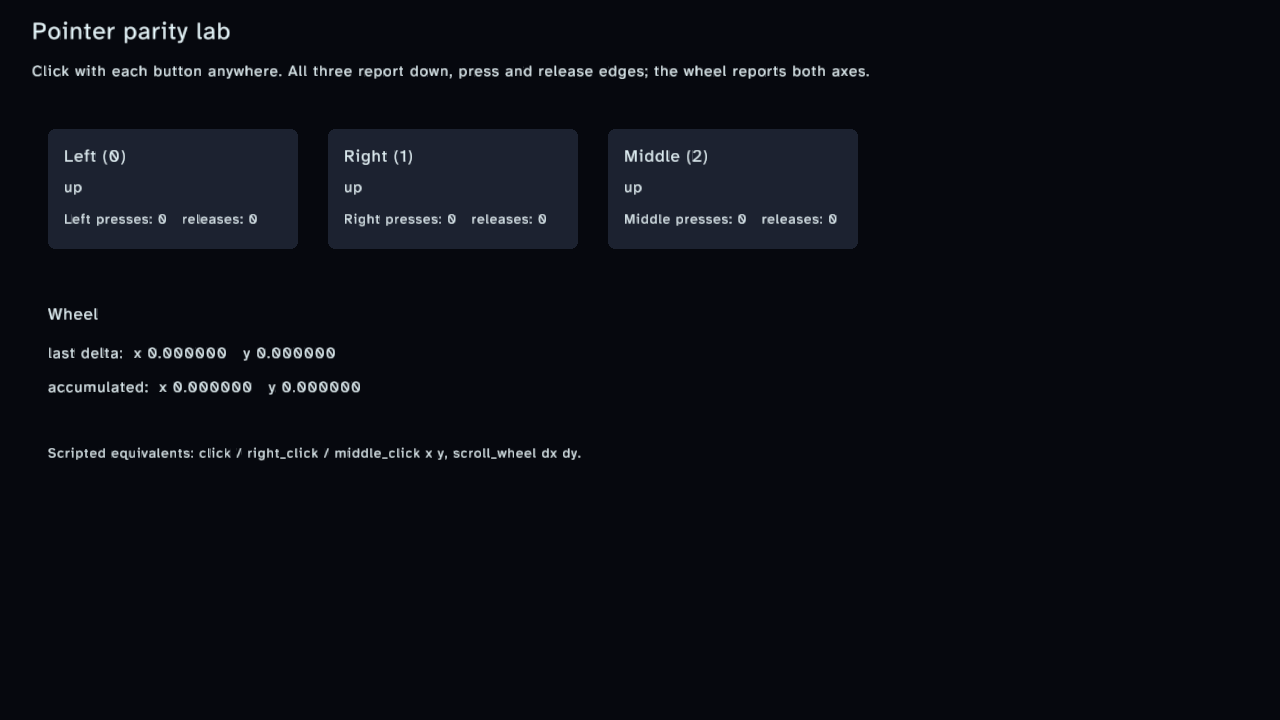 Pointer parity lab
Click with each button anywhere. All three report down, press and release edges; the wheel reports both axes.
Left (0)
up
Left presses: 0 releases: 0
Right (1)
up
Right presses: 0 releases: 0
Middle (2)
up
Middle presses: 0 releases: 0
Wheel
last delta: x 0.000000 y 0.000000
accumulated: x 0.000000 y 0.000000
Scripted equivalents: click / right_click / middle_click x y, scroll_wheel dx dy.